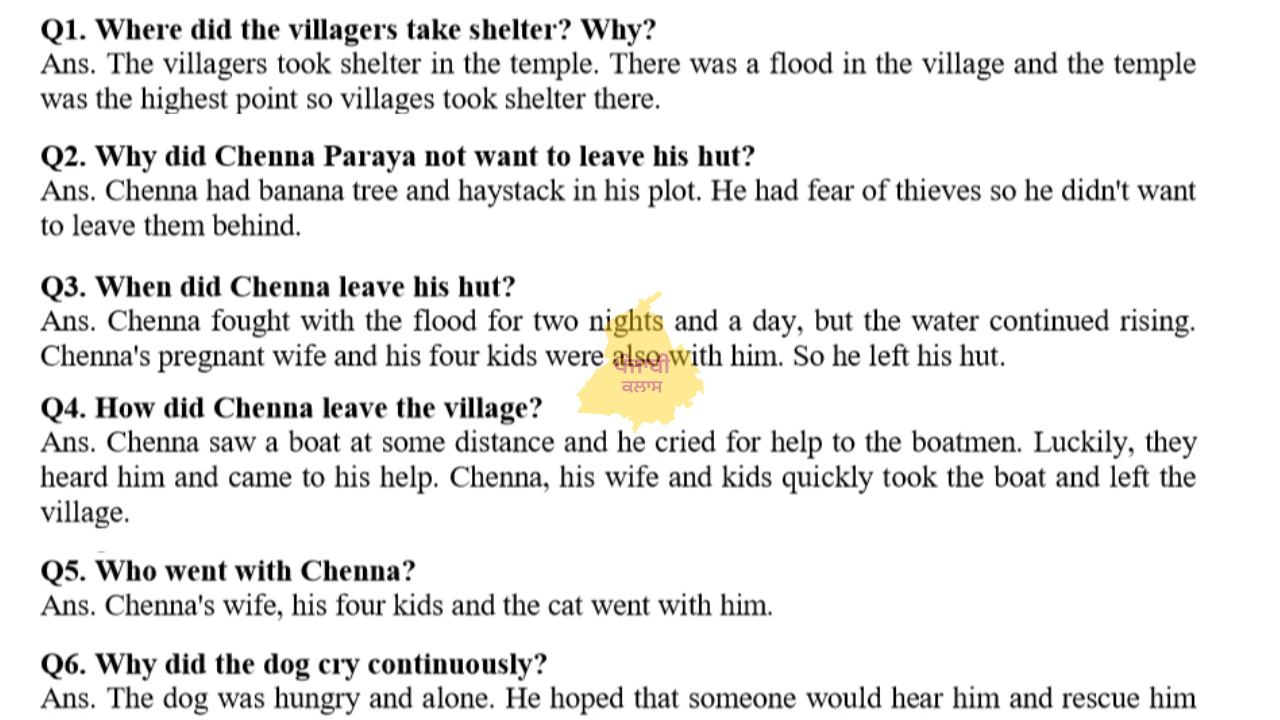 Q1. Where did the villagers take shelter? Why?
Ans. The villagers took shelter in the temple. There was a flood in the village and the temple
was the highest point so villages took shelter there.
Q2. Why did Chenna Paraya not want to leave his hut?
Ans. Chenna had banana tree and haystack in his plot. He had fear of thieves so he didn't want
to leave them behind.
Q3. When did Chenna leave his hut?
Ans. Chenna fought with the flood for two nights and a day, but the water continued rising.
Chenna's pregnant wife and his four kids were also with him. So he left his hut.
ਪੰਜਾਬੀ
ਕਲਾਸ
Q4. How did Chenna leave the village?
Ans. Chenna saw a boat at some distance and he cried for help to the boatmen. Luckily, they
heard him and came to his help. Chenna, his wife and kids quickly took the boat and left the
village.
Q5. Who went with Chenna?
Ans. Chenna's wife, his four kids and the cat went with him.
Q6. Why did the dog cry continuously?
Ans. The dog was hungry and alone. He hoped that someone would hear him and rescue him